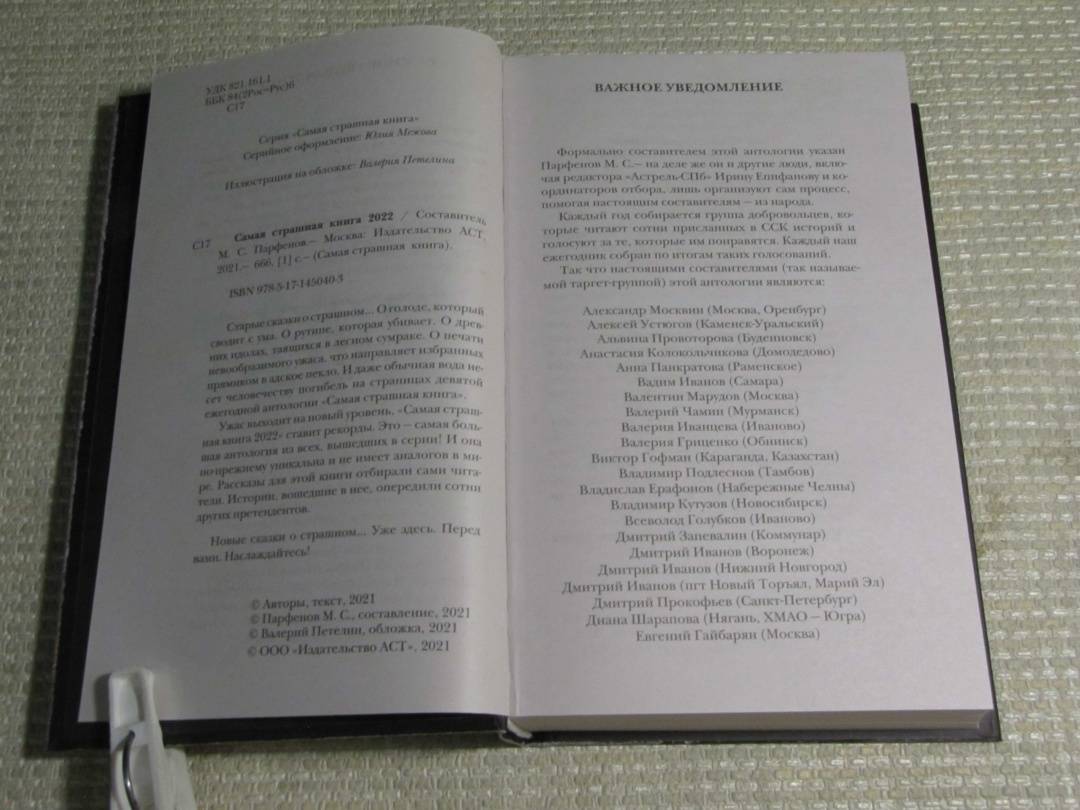 УДК 821.161.1
ББК 84(2Рос=Рус)6
С17
Серия «Самая страшная книга»
Серийное оформление: Юлия Межова
Иллюстрация на обложке: Валерия Петелина
С17 Самая страшная книга 2022 / Составитель
М. С. Парфенов.— Москва: Издательство АСТ,
2021.— 666, [1] с.— (Самая страшная книга).
ISBN 978-5-17-145040-3
Старые сказки о страшном... О голоде, который
сводит с ума. О рутине, которая убивает. О древ-
них идолах, таящихся в лесном сумраке. О печати
невообразимого ужаса, что направляет избранных
прямиком в адское пекло. И даже обычная вода не-
сет человечеству погибель на страницах девятой
ежегодной антологии «Самая страшная книга».
Ужас выходит на новый уровень, «Самая страш-
ная книга 2022» ставит рекорды. Это — самая боль-
шая антология из всех, вышедших в серии! И она
по-прежнему уникальна и не имеет аналогов в ми-
ре. Рассказы для этой книги отбирали сами чита-
тели. Истории, вошедшие в нее, опередили сотни
других претендентов.
Новые сказки о страшном... Уже здесь. Перед
вами. Наслаждайтесь!
© Авторы, текст, 2021
© Парфенов М. С., составление, 2021
© Валерий Петелин, обложка, 2021
© ООО «Издательство АСТ», 2021
ВАЖНОЕ УВЕДОМЛЕНИЕ
Формально составителем этой антологии указан
Парфенов М. С.— на деле же он и другие люди, вклю-
чая редактора «Астрель-СПб» Ирину Епифанову и ко-
ординаторов отбора, лишь организуют сам процесс,
помогая настоящим составителям — из народа.
Каждый год собирается группа добровольцев, ко-
торые читают сотни присланных в ССК историй и
голосуют за те, которые им понравятся. Каждый наш
ежегодник собран по итогам таких голосований.
Так что настоящими составителями (так называе-
мой таргет-группой) этой антологии являются:
Александр Москвин (Москва, Оренбург)
Алексей Устюгов (Каменск-Уральский)
Альвина Провоторова (Буденновск)
Анастасия Колокольчикова (Домодедово)
Анна Панкратова (Раменское)
Вадим Иванов (Самара)
Валентин Марудов (Москва)
Валерий Чамин (Мурманск)
Валерия Иванцева (Иваново)
Валерия Гриценко (Обнинск)
Виктор Гофман (Караганда, Казахстан)
Владимир Подлеснов (Тамбов)
Владислав Ерафонов (Набережные Челны)
Владимир Кутузов (Новосибирск)
Всеволод Голубков (Иваново)
Дмитрий Запевалин (Коммунар)
Дмитрий Иванов (Воронеж)
Дмитрий Иванов (Нижний Новгород)
Дмитрий Иванов (пгт Новый Торъял, Марий Эл)
Дмитрий Прокофьев (Санкт-Петербург)
Диана Шарапова (Нягань, ХМАО — Югра)
Евгений Гайбарян (Москва)